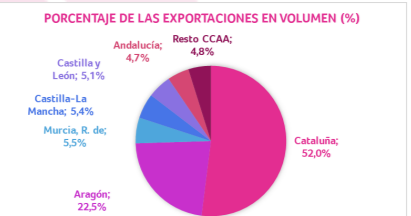 PORCENTAJE DE LAS EXPORTACIONES EN VOLUMEN (%)
Resto CCAA;
4,8%
Andalucía;
4,7%
Castilla y
León; 5,1%
Castilla-La
Mancha; 5,4%
Murcia, R. de;
5,5%
Cataluña;
52,0%
Aragón;
22,5%